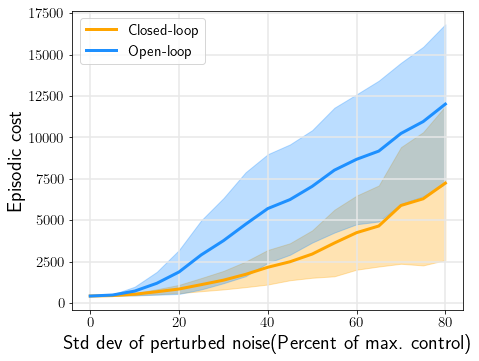 Closed-loop
Open-loop
17500
15000
12500
10000
7500
5000
2500
0
Episodic cost
0 20 40 60 80
Std dev of perturbed noise(Percent of max. control)